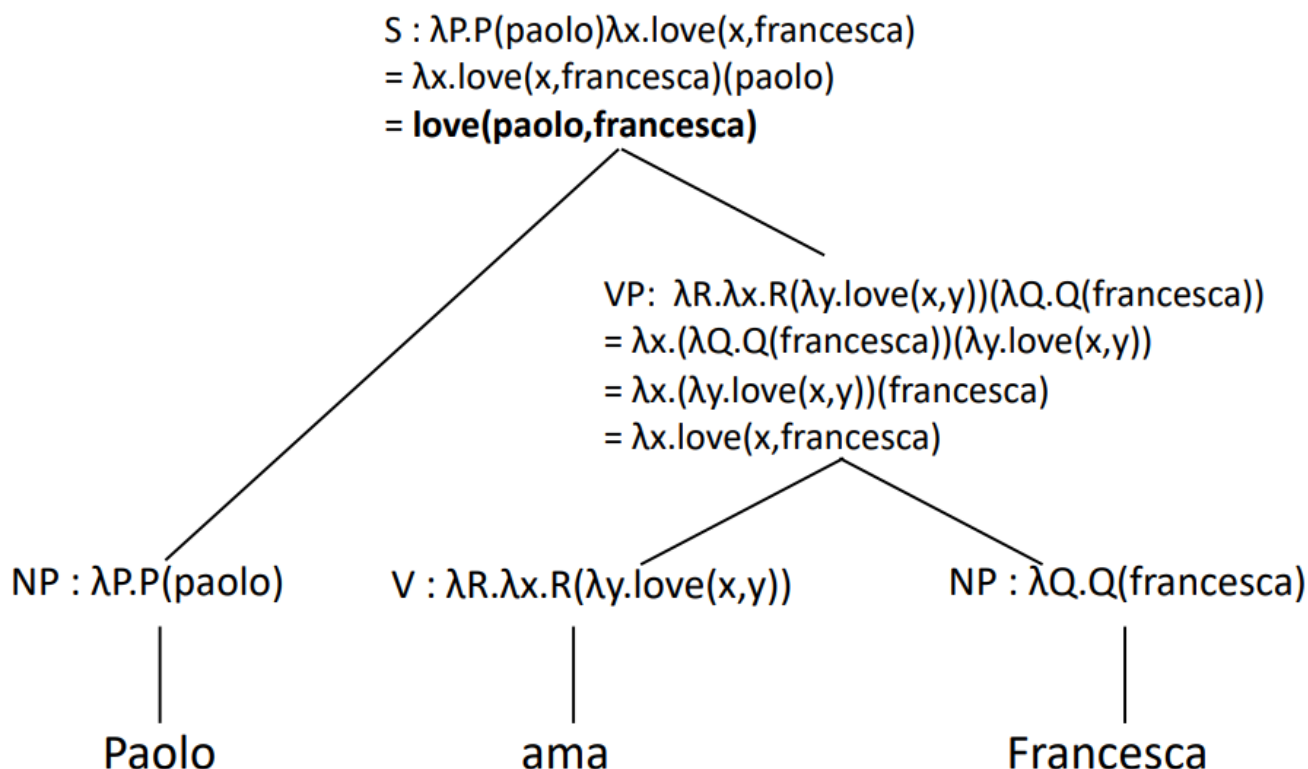 S : λP.P(paolo)λx.love(x,francesca)
= λx.love(x,francesca)(paolo)
= love(paolo,francesca)
VP: λR.λx.R(λy.love(x,y))(λQ.Q(francesca))
= λx.(λQ.Q(francesca))(λy.love(x,y))
= λx.(λy.love(x,y))(francesca)
= λx.love(x,francesca)
NP : λP.P(paolo)
V : λR.λx.R(λy.love(x,y))
NP : λQ.Q(francesca)
Paolo
ama
Francesca